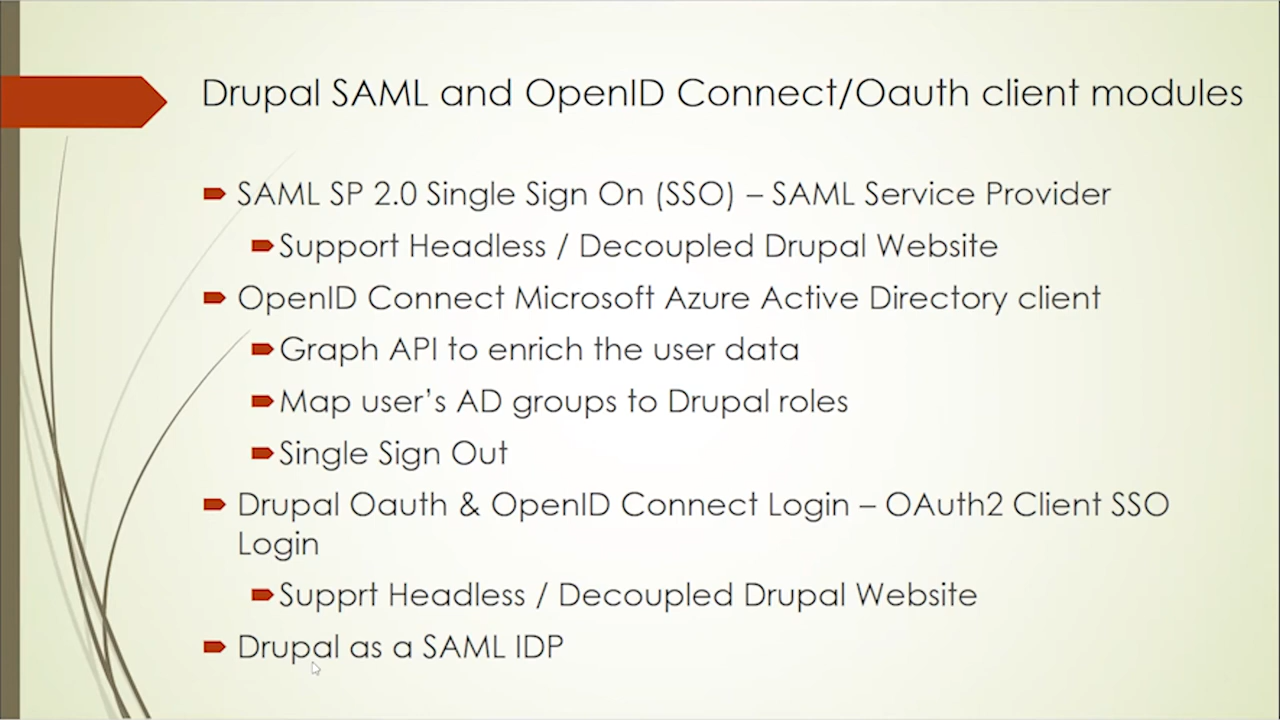 Drupal SAML and OpenID Connect/Oauth client modules
SAML SP 2.0 Single Sign On (SSO) – SAML Service Provider
Support Headless / Decoupled Drupal Website
OpenID Connect Microsoft Azure Active Directory client
Graph API to enrich the user data
Map user’s AD groups to Drupal roles
Single Sign Out
Drupal Oauth & OpenID Connect Login – OAuth2 Client SSO
Login
Supprt Headless / Decoupled Drupal Website
Drupal as a SAML IDP